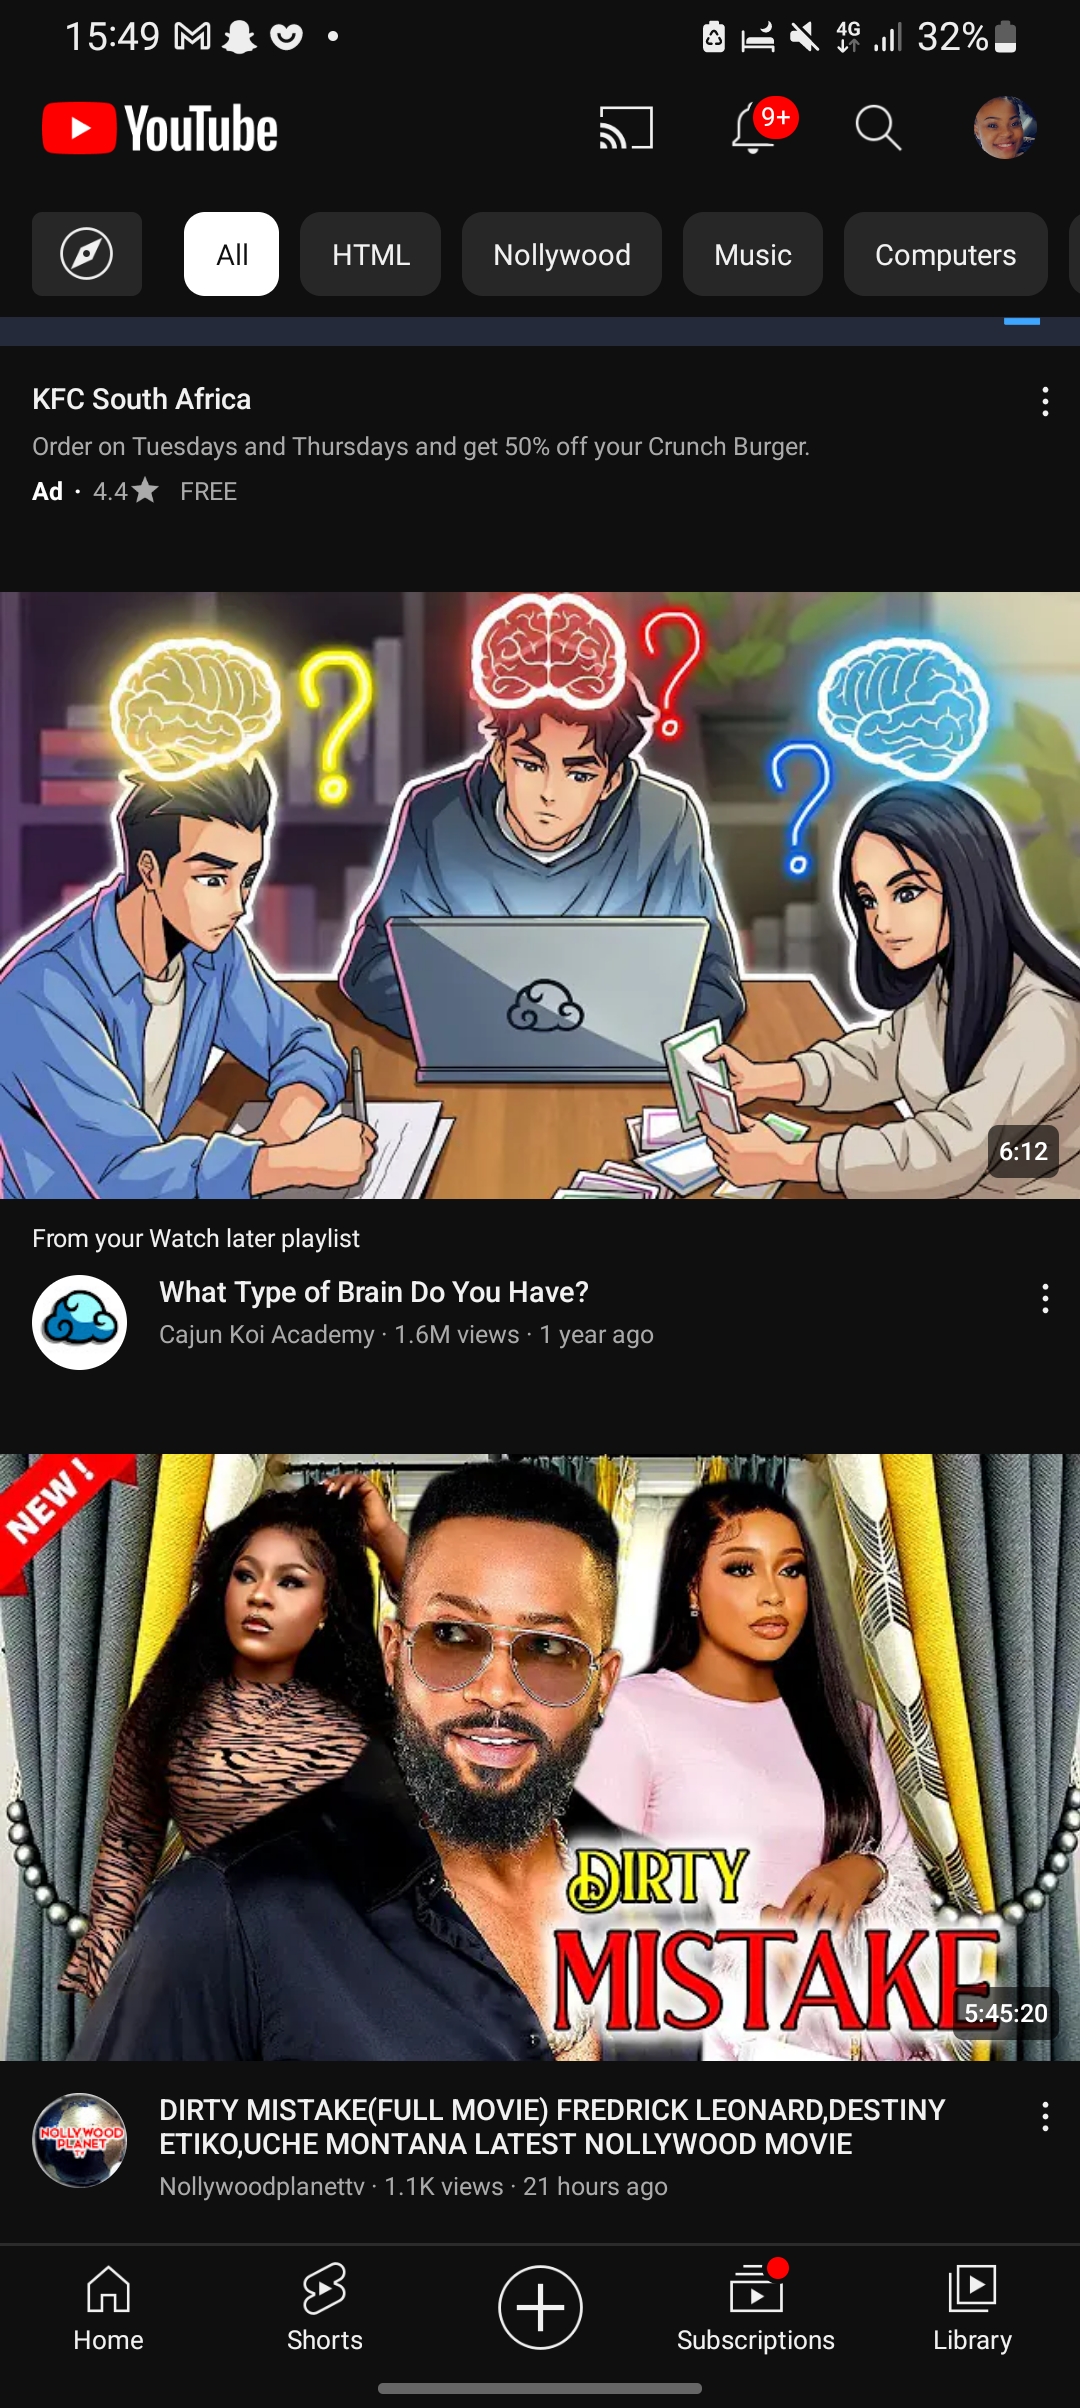 15:49
4G
32%
YouTube
9+
All
HTML
Nollywood
Music
Computers
KFC South Africa
Order on Tuesdays and Thursdays and get 50% off your Crunch Burger.
Ad · 4.4★ FREE
? ? ?
6:12
From your Watch later playlist
What Type of Brain Do You Have?
Cajun Koi Academy · 1.6M views · 1 year ago
NEW!
DIRTY
MISTAKE
5:45:20
NOLLYWOOD
PLANET
TV
DIRTY MISTAKE(FULL MOVIE) FREDRICK LEONARD,DESTINY
ETIKO,UCHE MONTANA LATEST NOLLYWOOD MOVIE
Nollywoodplanettv · 1.1K views · 21 hours ago
Home
Shorts
Subscriptions
Library